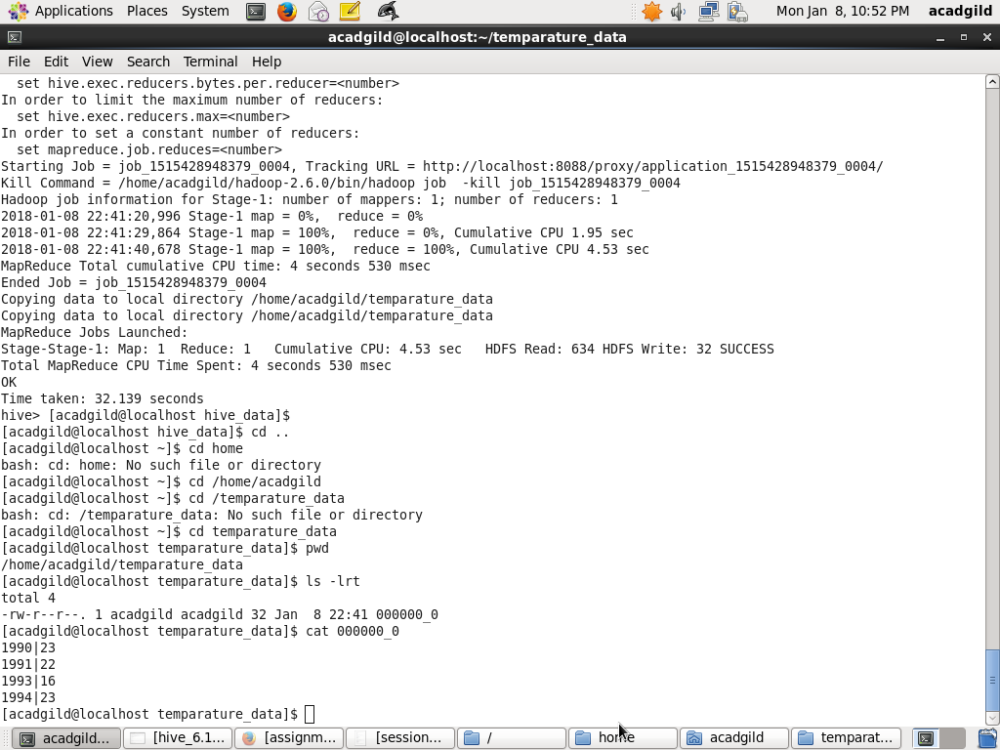 Applications Places System Mon Jan 8, 10:52 PM acadgild
acadgild@localhost:~/temparature_data
File Edit View Search Terminal Help
set hive.exec.reducers.bytes.per.reducer=<number>
In order to limit the maximum number of reducers:
set hive.exec.reducers.max=<number>
In order to set a constant number of reducers:
set mapreduce.job.reduces=<number>
Starting Job = job_1515428948379_0004, Tracking URL = http://localhost:8088/proxy/application_1515428948379_0004/
Kill Command = /home/acadgild/hadoop-2.6.0/bin/hadoop job  -kill job_1515428948379_0004
Hadoop job information for Stage-1: number of mappers: 1; number of reducers: 1
2018-01-08 22:41:20,996 Stage-1 map = 0%,  reduce = 0%
2018-01-08 22:41:29,864 Stage-1 map = 100%,  reduce = 0%, Cumulative CPU 1.95 sec
2018-01-08 22:41:40,678 Stage-1 map = 100%,  reduce = 100%, Cumulative CPU 4.53 sec
MapReduce Total cumulative CPU time: 4 seconds 530 msec
Ended Job = job_1515428948379_0004
Copying data to local directory /home/acadgild/temparature_data
Copying data to local directory /home/acadgild/temparature_data
MapReduce Jobs Launched:
Stage-Stage-1: Map: 1  Reduce: 1   Cumulative CPU: 4.53 sec   HDFS Read: 634 HDFS Write: 32 SUCCESS
Total MapReduce CPU Time Spent: 4 seconds 530 msec
OK
Time taken: 32.139 seconds
hive> [acadgild@localhost hive_data]$
[acadgild@localhost hive_data]$ cd ..
[acadgild@localhost ~]$ cd home
bash: cd: home: No such file or directory
[acadgild@localhost ~]$ cd /home/acadgild
[acadgild@localhost ~]$ cd /temparature_data
bash: cd: /temparature_data: No such file or directory
[acadgild@localhost ~]$ cd temparature_data
[acadgild@localhost temparature_data]$ pwd
/home/acadgild/temparature_data
[acadgild@localhost temparature_data]$ ls -lrt
total 4
-rw-r--r--. 1 acadgild acadgild 32 Jan  8 22:41 000000_0
[acadgild@localhost temparature_data]$ cat 000000_0
1990|23
1991|22
1993|16
1994|23
[acadgild@localhost temparature_data]$
acadgild... [hive_6.1... [assignm... [session... / home acadgild temparat...